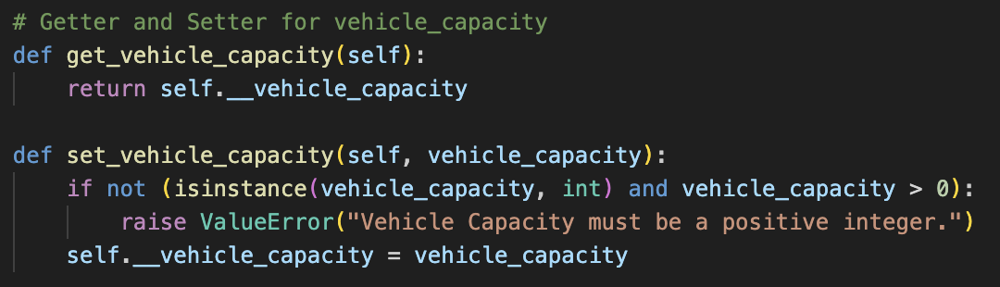 # Getter and Setter for vehicle_capacity
def get_vehicle_capacity(self):
    return self.__vehicle_capacity

def set_vehicle_capacity(self, vehicle_capacity):
    if not (isinstance(vehicle_capacity, int) and vehicle_capacity > 0):
        raise ValueError("Vehicle Capacity must be a positive integer.")
    self.__vehicle_capacity = vehicle_capacity